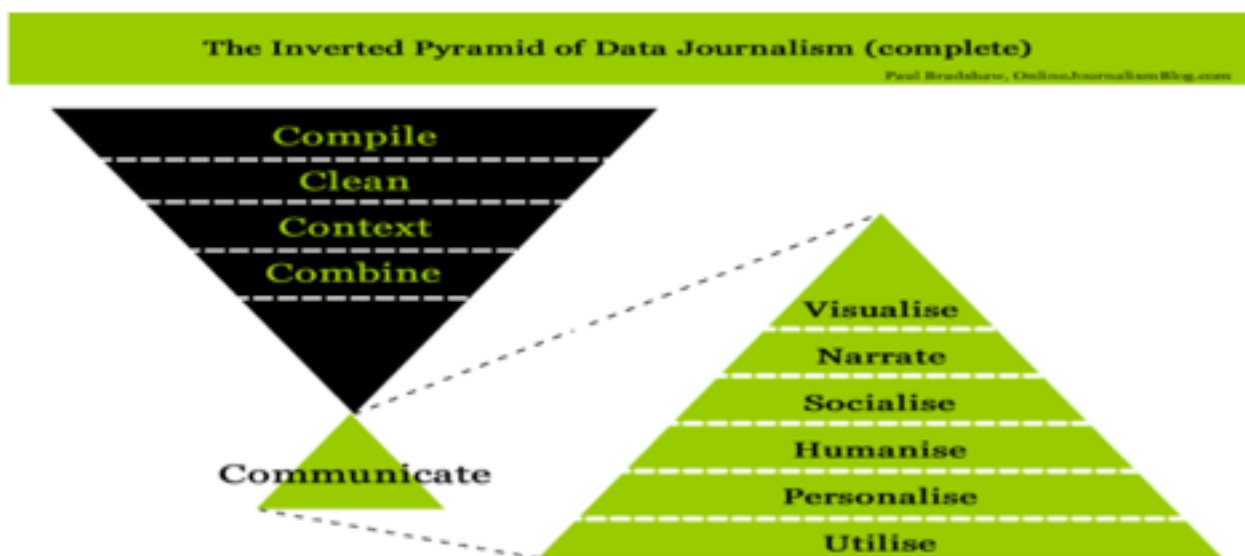 The Inverted Pyramid of Data Journalism (complete)
Paul Bradshaw, OnlineJournalismBlog.com
Compile
Clean
Context
Combine
Communicate
Visualise
Narrate
Socialise
Humanise
Personalise
Utilise